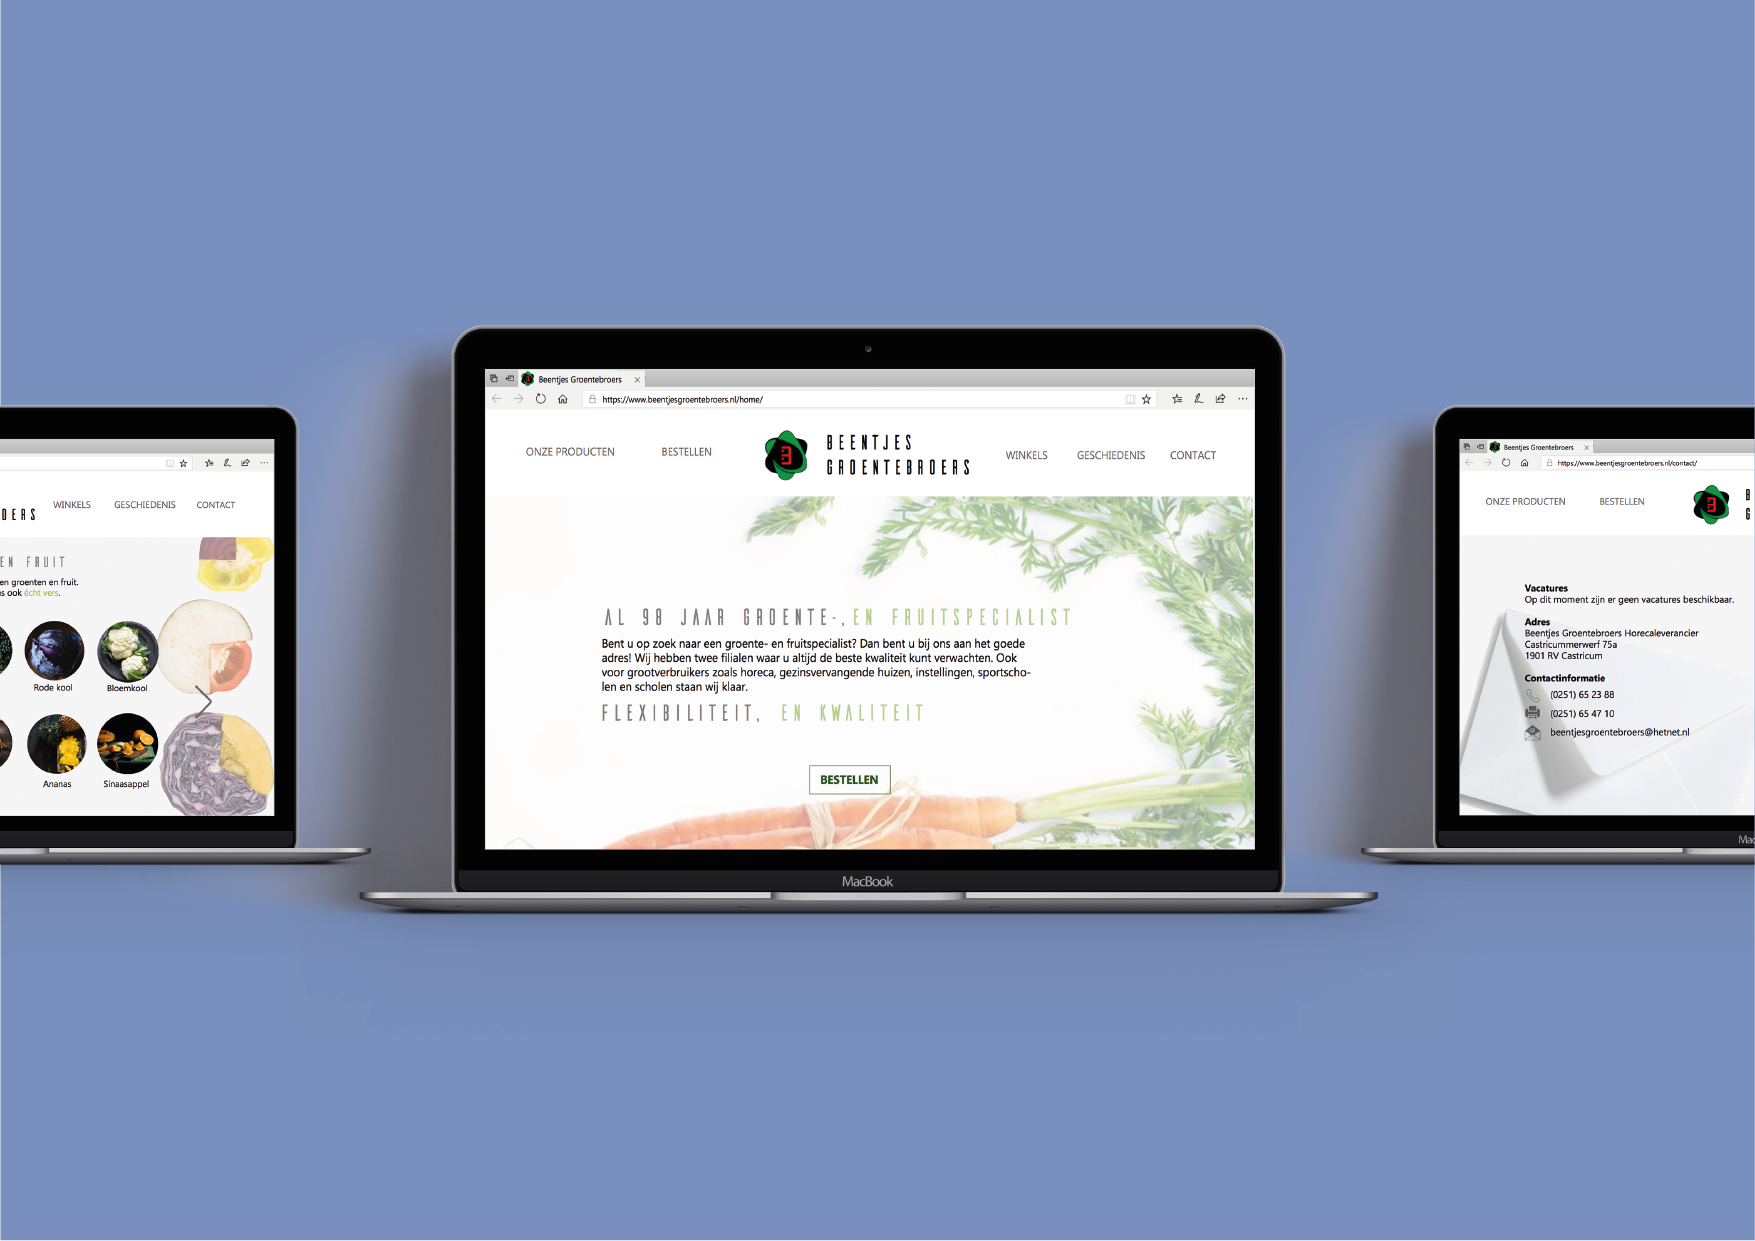 WINKELS GESCHIEDENIS CONTACT
EN FRUIT
en groenten en fruit.
ook écht vers.
Rode kool Bloemkool
Ananas Sinaasappel
Beentjes Groentebroers
https://www.beentjesgroentebroers.nl/home/
ONZE PRODUCTEN BESTELLEN
BEENTJES
GROENTEBROERS
WINKELS GESCHIEDENIS CONTACT
AL 98 JAAR GROENTE-, EN FRUITSPECIALIST
Bent u op zoek naar een groente- en fruitspecialist? Dan bent u bij ons aan het goede
adres! Wij hebben twee filialen waar u altijd de beste kwaliteit kunt verwachten. Ook
voor grootverbruikers zoals horeca, gezinsvervangende huizen, instellingen, sportscho-
len en scholen staan wij klaar.
FLEXIBILITEIT, EN KWALITEIT
BESTELLEN
MacBook
Beentjes Groentebroers
https://www.beentjesgroentebroers.nl/contact/
ONZE PRODUCTEN BESTELLEN
Vacatures
Op dit moment zijn er geen vacatures beschikbaar.
Adres
Beentjes Groentebroers Horecaleverancier
Castricummerwerf 75a
1901 RV Castricum
Contactinformatie
(0251) 65 23 88
(0251) 65 47 10
beentjesgroentebroers@hetnet.nl